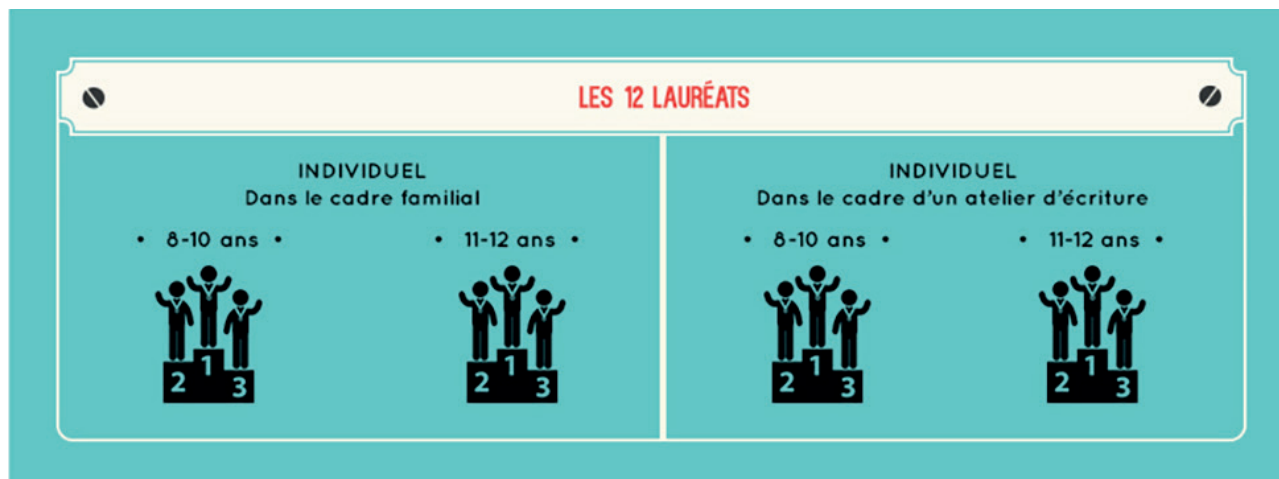 LES 12 LAURÉATS
INDIVIDUEL
Dans le cadre familial
• 8-10 ans •
• 11-12 ans •
2 1 3
2 1 3
INDIVIDUEL
Dans le cadre d'un atelier d'écriture
• 8-10 ans •
• 11-12 ans •
2 1 3
2 1 3